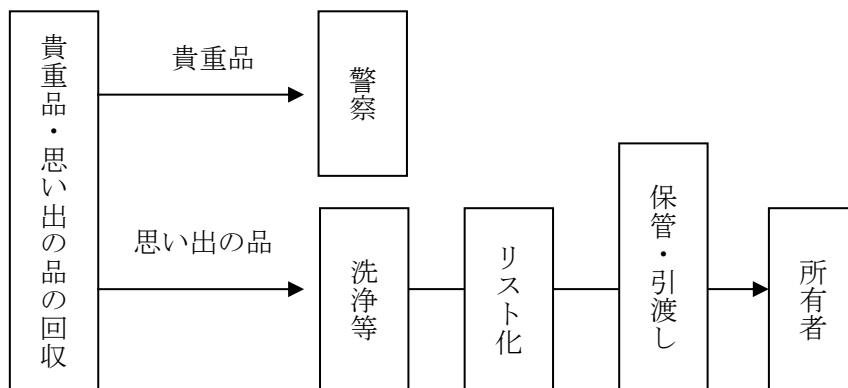 貴重品・思い出の品の回収
貴重品
警察
思い出の品
洗浄等
リスト化
保管・引渡し
所有者